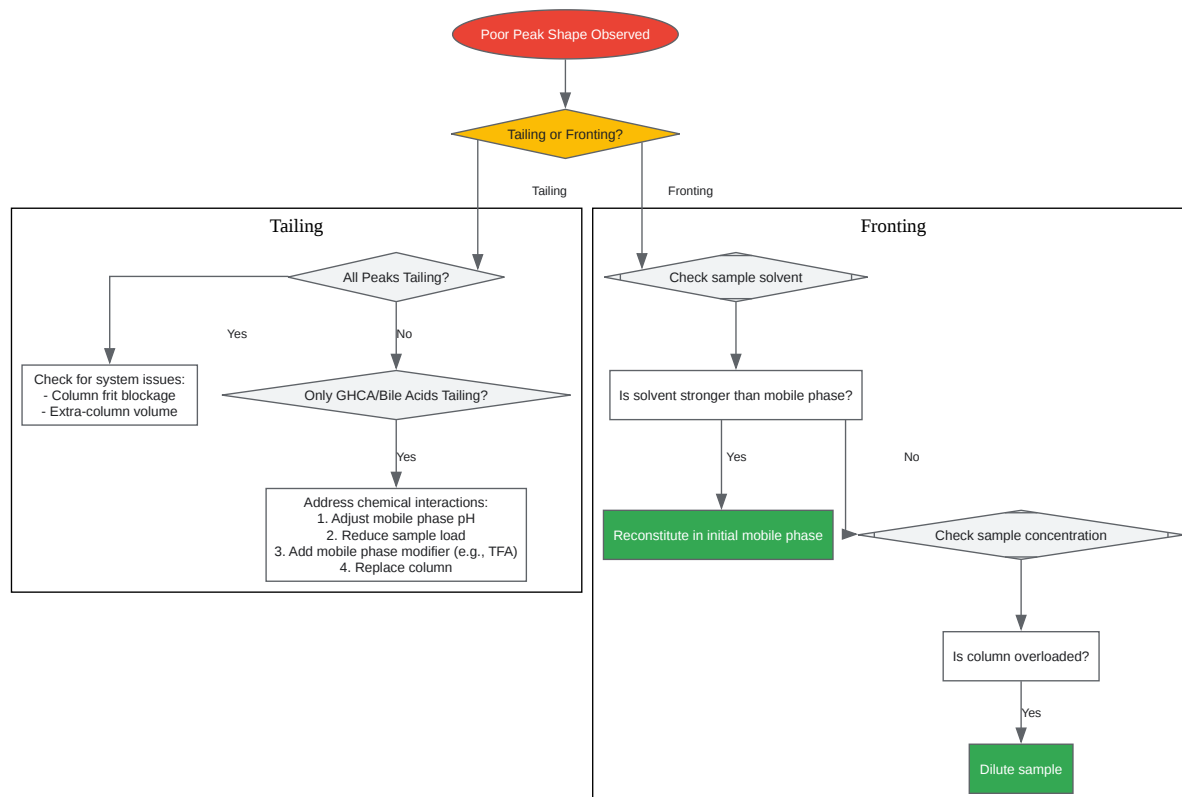 Poor Peak Shape Observed
Tailing or Fronting?
Tailing
Fronting
Tailing
All Peaks Tailing?
Yes
No
Check for system issues:
- Column frit blockage
- Extra-column volume
Only GHCA/Bile Acids Tailing?
Yes
Address chemical interactions:
1. Adjust mobile phase pH
2. Reduce sample load
3. Add mobile phase modifier (e.g., TFA)
4. Replace column
Fronting
Check sample solvent
Is solvent stronger than mobile phase?
Yes
No
Reconstitute in initial mobile phase
Check sample concentration
Is column overloaded?
Yes
Dilute sample